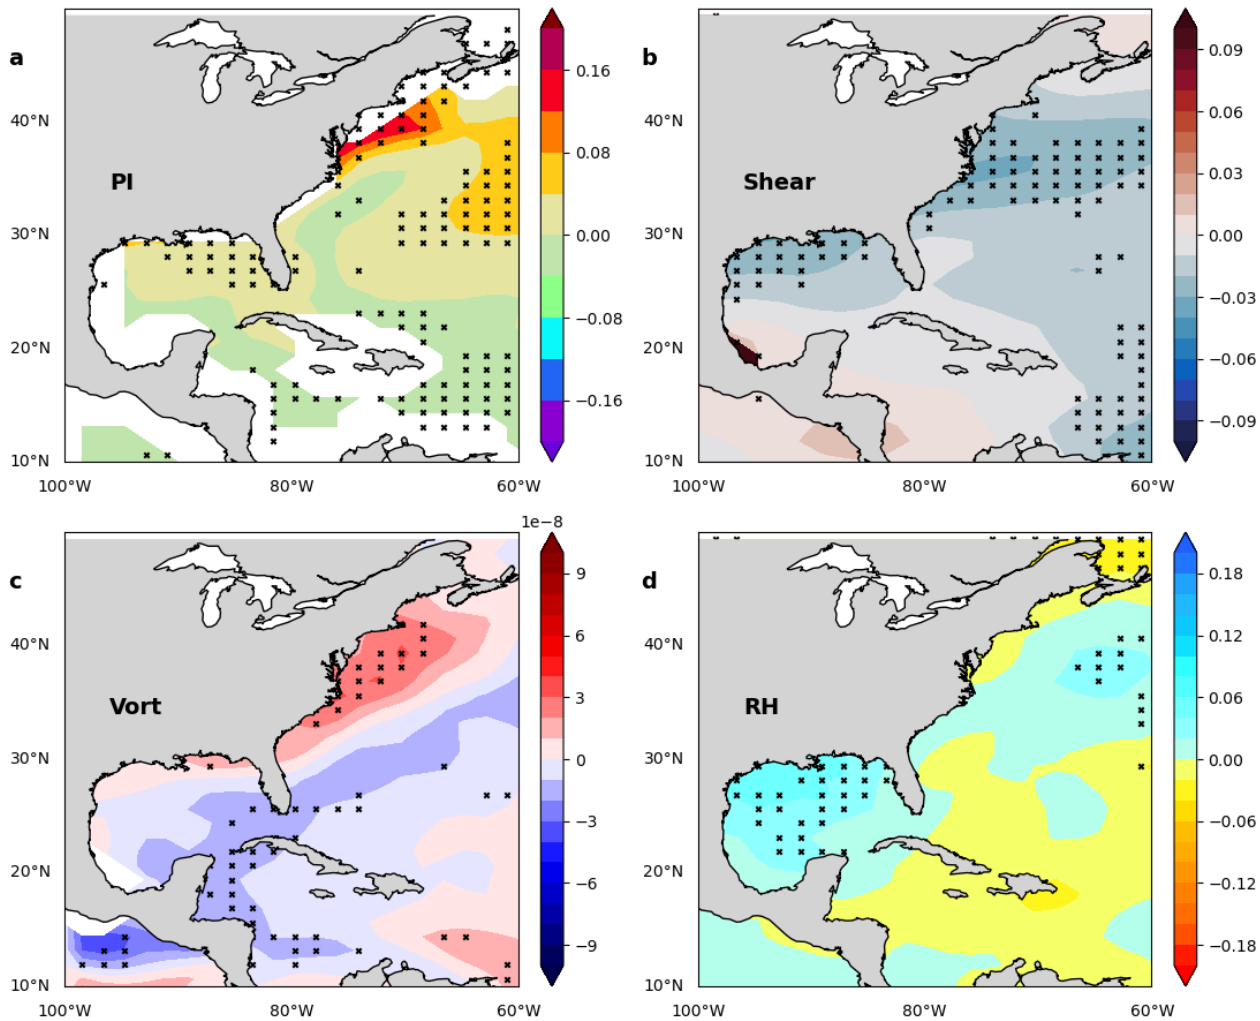 a
PI
40°N
30°N
20°N
10°N
100°W
80°W
60°W
0.16
0.08
0.00
−0.08
−0.16
b
Shear
40°N
30°N
20°N
10°N
100°W
80°W
60°W
0.09
0.06
0.03
0.00
−0.03
−0.06
−0.09
c
Vort
40°N
30°N
20°N
10°N
100°W
80°W
60°W
1e−8
9
6
3
0
−3
−6
−9
d
RH
40°N
30°N
20°N
10°N
100°W
80°W
60°W
0.18
0.12
0.06
0.00
−0.06
−0.12
−0.18